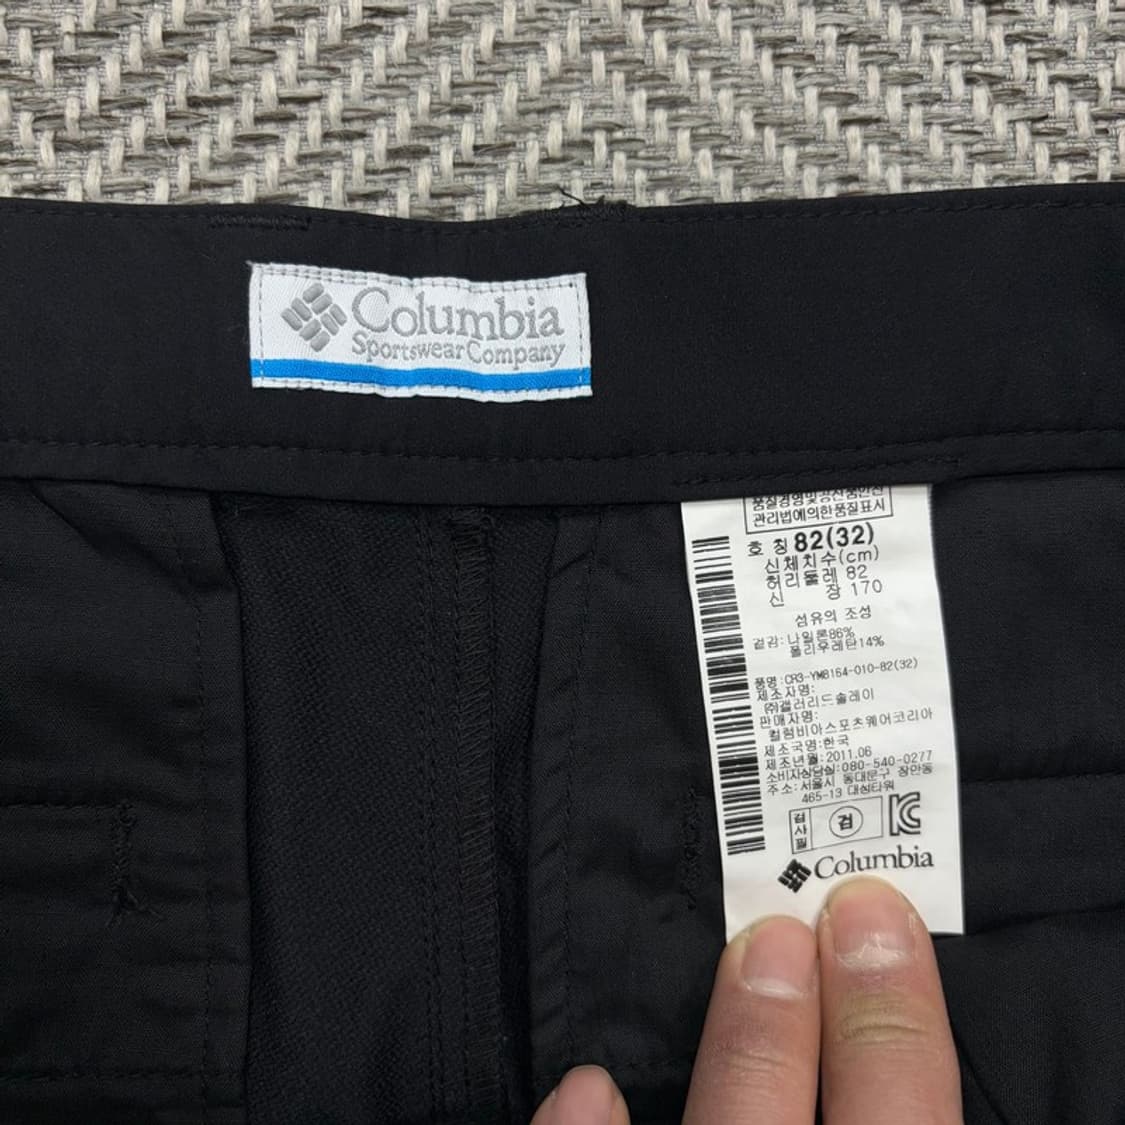 Columbia
Sportswear Company
품질경영및공산품안전
관리법에의한품질표시
호 칭 82(32)
신체치수(cm)
허리둘레 82
신 장 170
섬유의 조성
겉감: 나일론86%
폴리우레탄14%
품명:CR3-YM8164-010-82(32)
제조자명:
(주)갤러리드솔레이
판매자명:
컬럼비아스포츠웨어코리아
제조국명:한국
제조년월:2011.06
소비자상담실:080-540-0277
주소:서울시 동대문구 장안동
465-13 대성타워
검사필
검
Columbia